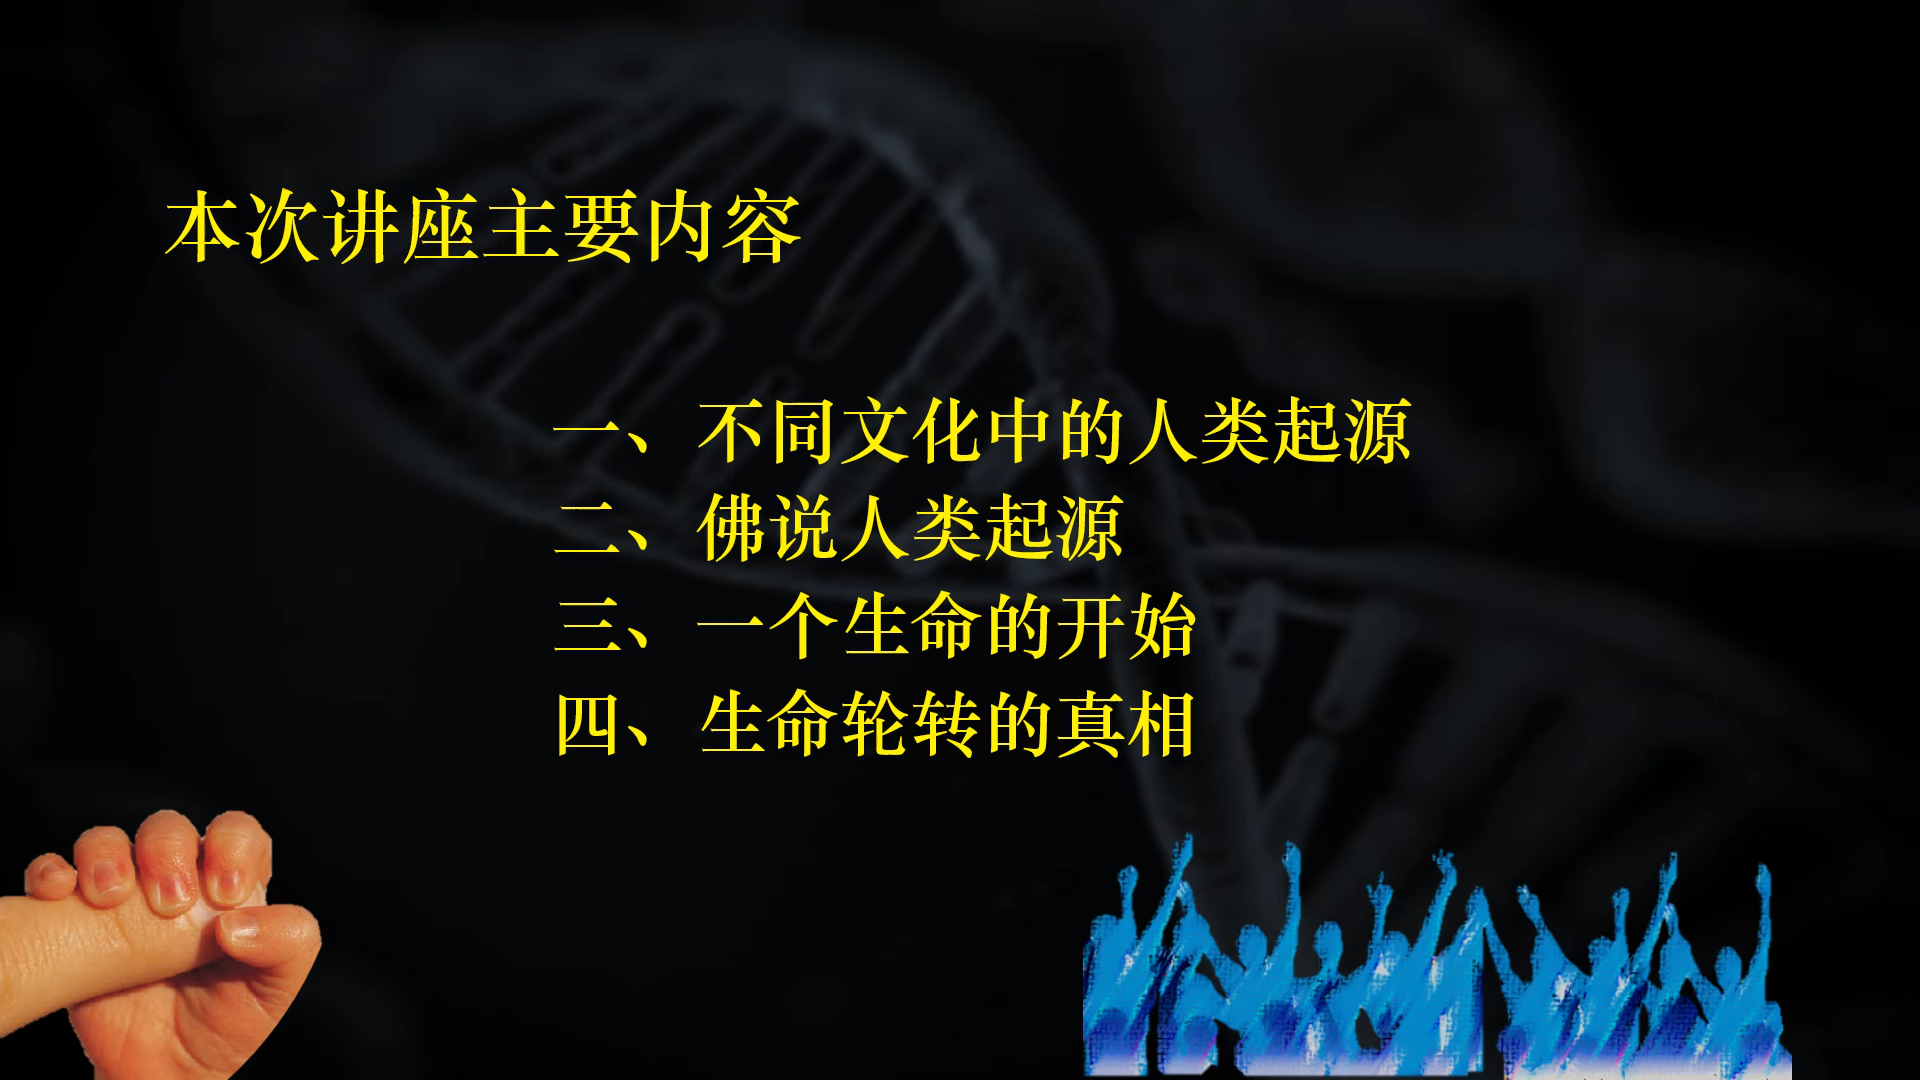 本次讲座主要内容
一、不同文化中的人类起源
二、佛说人类起源
三、一个生命的开始
四、生命轮转的真相